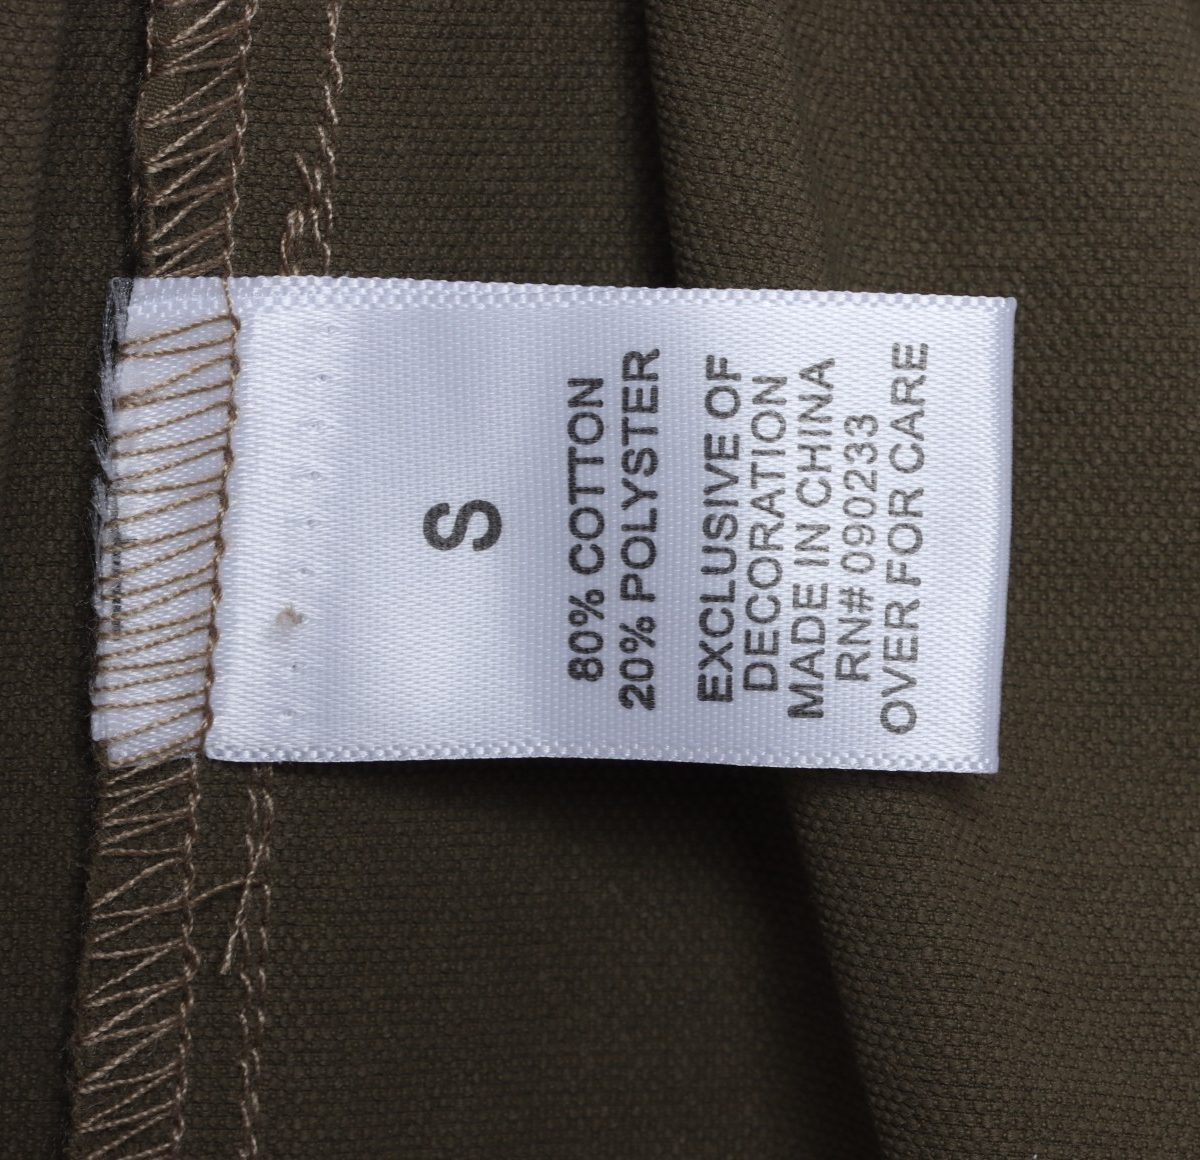 S
80% COTTON
20% POLYSTER
EXCLUSIVE OF
DECORATION
MADE IN CHINA
RN# 090233
OVER FOR CARE